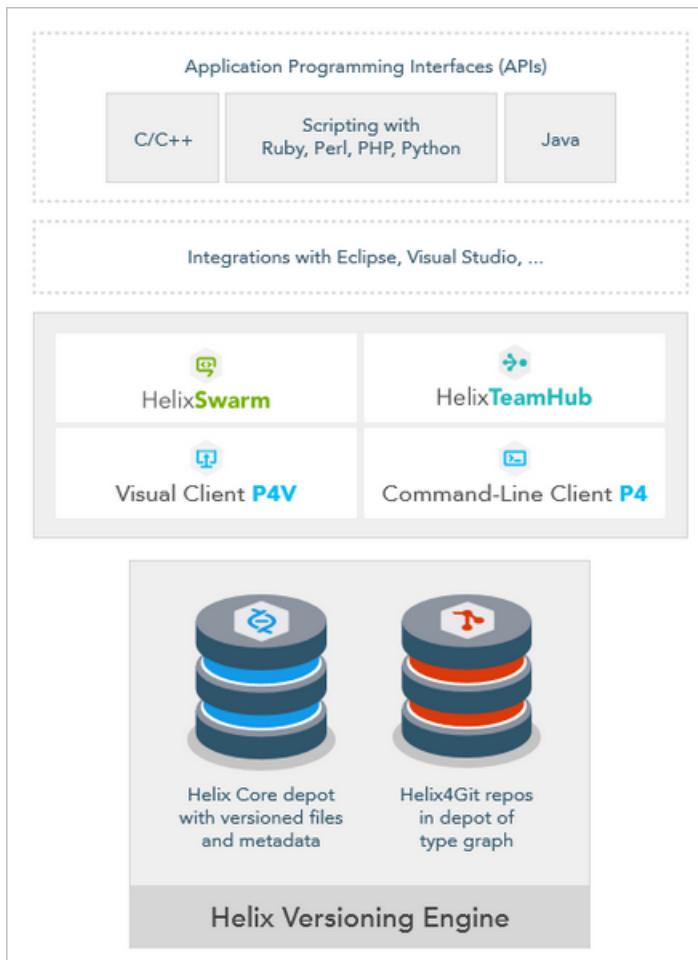 Application Programming Interfaces (APIs)
C/C++
Scripting with
Ruby, Perl, PHP, Python
Java
Integrations with Eclipse, Visual Studio, ...
HelixSwarm
HelixTeamHub
Visual Client P4V
Command-Line Client P4
Helix Core depot
with versioned files
and metadata
Helix4Git repos
in depot of
type graph
Helix Versioning Engine